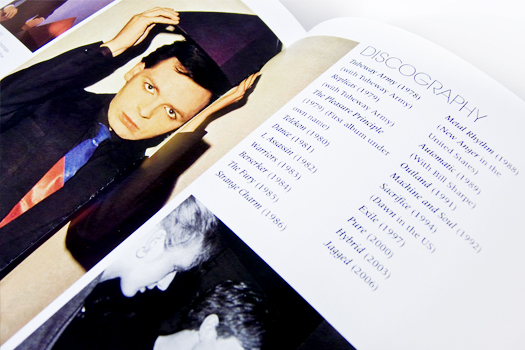 DISCOGRAPHY
Tubeway Army (1978)
(with Tubeway Army)
Replicas (1979)
(with Tubeway Army)
The Pleasure Principle
(1979) (First album under
own name)
Telekon (1980)
Dance (1981)
I, Assassin (1982)
Warriors (1983)
Berserker (1984)
The Fury (1985)
Strange Charm (1986)
Metal Rhythm (1988)
(New Anger in the
United States)
Automatic (1989)
(With Bill Sharpe)
Outland (1991)
Machine and Soul (1992)
Sacrifice (1994)
(Dawn in the US)
Exile (1997)
Pure (2000)
Hybrid (2003)
Jagged (2006)